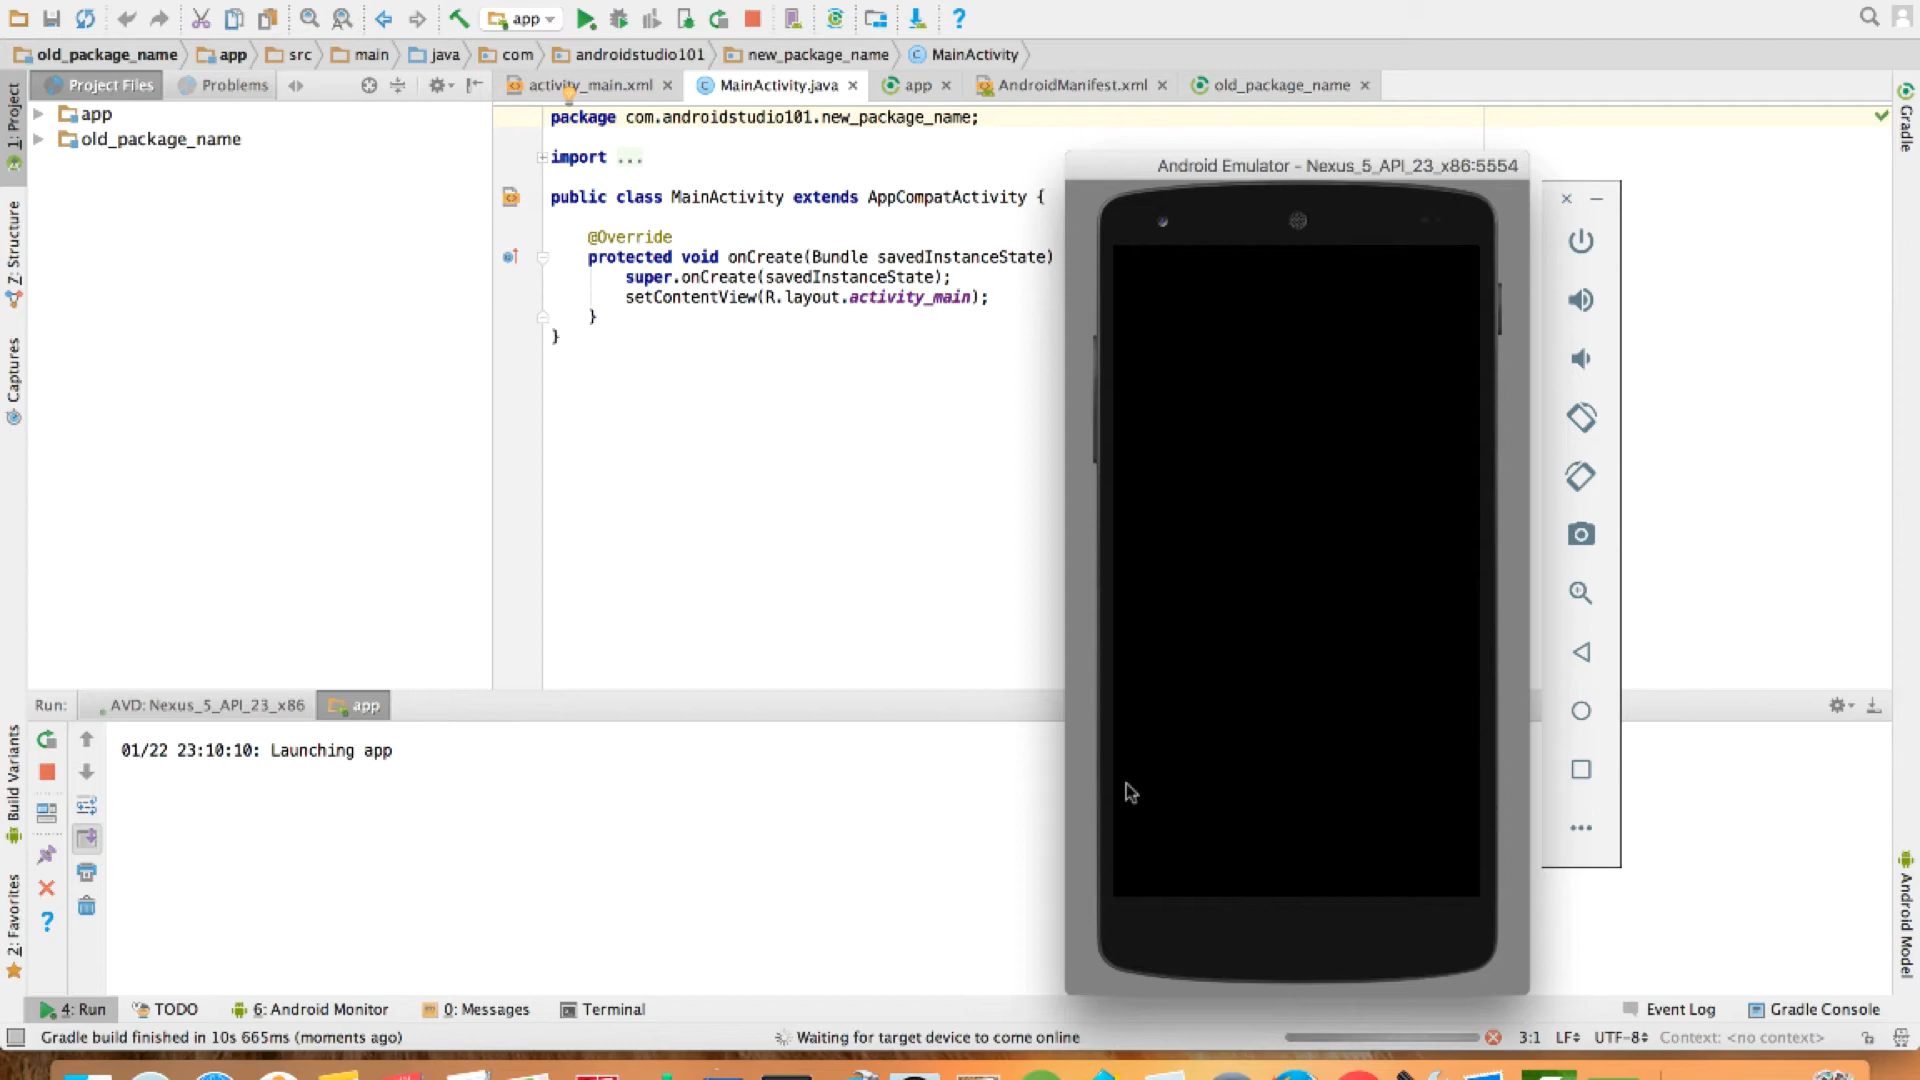 app
old_package_name app src main java com androidstudio101 new_package_name MainActivity
1: Project
Project Files Problems
activity_main.xml MainActivity.java app AndroidManifest.xml old_package_name
Gradle
app
old_package_name
package com.androidstudio101.new_package_name;
import ...
public class MainActivity extends AppCompatActivity {
@Override
protected void onCreate(Bundle savedInstanceState)
super.onCreate(savedInstanceState);
setContentView(R.layout.activity_main);
}
}
Android Emulator - Nexus_5_API_23_x86:5554
Z: Structure
Captures
Build Variants
2: Favorites
Android Model
Run: AVD: Nexus_5_API_23_x86 app
01/22 23:10:10: Launching app
4: Run TODO 6: Android Monitor 0: Messages Terminal Event Log Gradle Console
Gradle build finished in 10s 665ms (moments ago) Waiting for target device to come online 3:1 LF UTF-8 Context: <no context>